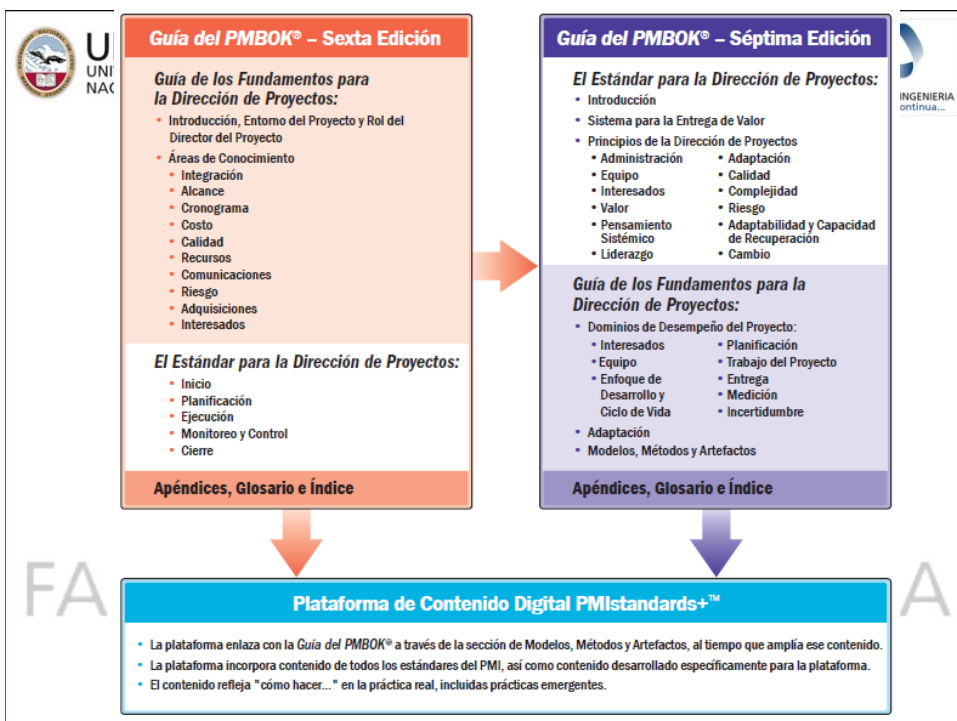 U
UNI
NAC
NGENIERIA
ontinua...
Guía del PMBOK® – Sexta Edición
Guía de los Fundamentos para
la Dirección de Proyectos:
• Introducción, Entorno del Proyecto y Rol del
Director del Proyecto
• Áreas de Conocimiento
• Integración
• Alcance
• Cronograma
• Costo
• Calidad
• Recursos
• Comunicaciones
• Riesgo
• Adquisiciones
• Interesados
El Estándar para la Dirección de Proyectos:
• Inicio
• Planificación
• Ejecución
• Monitoreo y Control
• Cierre
Apéndices, Glosario e Índice
Guía del PMBOK® – Séptima Edición
El Estándar para la Dirección de Proyectos:
• Introducción
• Sistema para la Entrega de Valor
• Principios de la Dirección de Proyectos
• Administración
• Equipo
• Interesados
• Valor
• Pensamiento
Sistémico
• Liderazgo
• Adaptación
• Calidad
• Complejidad
• Riesgo
• Adaptabilidad y Capacidad
de Recuperación
• Cambio
Guía de los Fundamentos para la
Dirección de Proyectos:
• Dominios de Desempeño del Proyecto:
• Interesados
• Equipo
• Enfoque de
Desarrollo y
Ciclo de Vida
• Planificación
• Trabajo del Proyecto
• Entrega
• Medición
• Incertidumbre
• Adaptación
• Modelos, Métodos y Artefactos
Apéndices, Glosario e Índice
FA
A
Plataforma de Contenido Digital PMIstandards+™
• La plataforma enlaza con la Guía del PMBOK® a través de la sección de Modelos, Métodos y Artefactos, al tiempo que amplía ese contenido.
• La plataforma incorpora contenido de todos los estándares del PMI, así como contenido desarrollado específicamente para la plataforma.
• El contenido refleja "cómo hacer..." en la práctica real, incluidas prácticas emergentes.